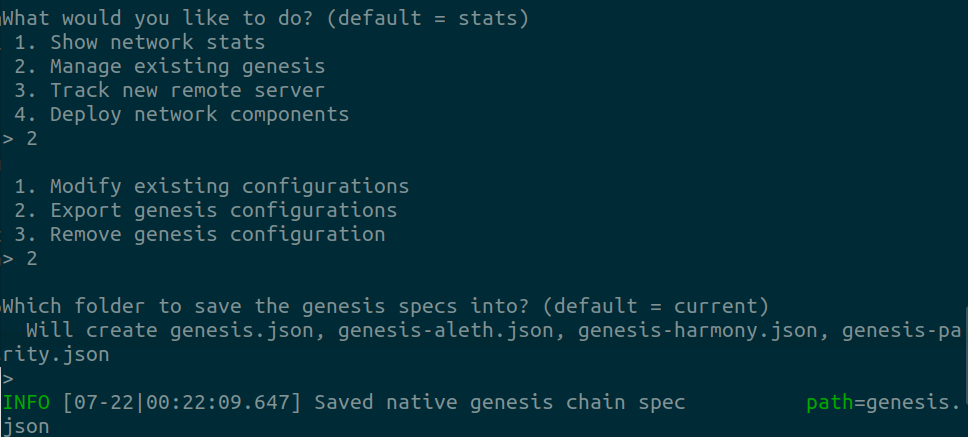 What would you like to do? (default = stats)
1. Show network stats
2. Manage existing genesis
3. Track new remote server
4. Deploy network components
> 2
1. Modify existing configurations
2. Export genesis configurations
3. Remove genesis configuration
> 2
Which folder to save the genesis specs into? (default = current)
Will create genesis.json, genesis-aleth.json, genesis-harmony.json, genesis-pa
rity.json
>
INFO [07-22|00:22:09.647] Saved native genesis chain spec path=genesis.
json